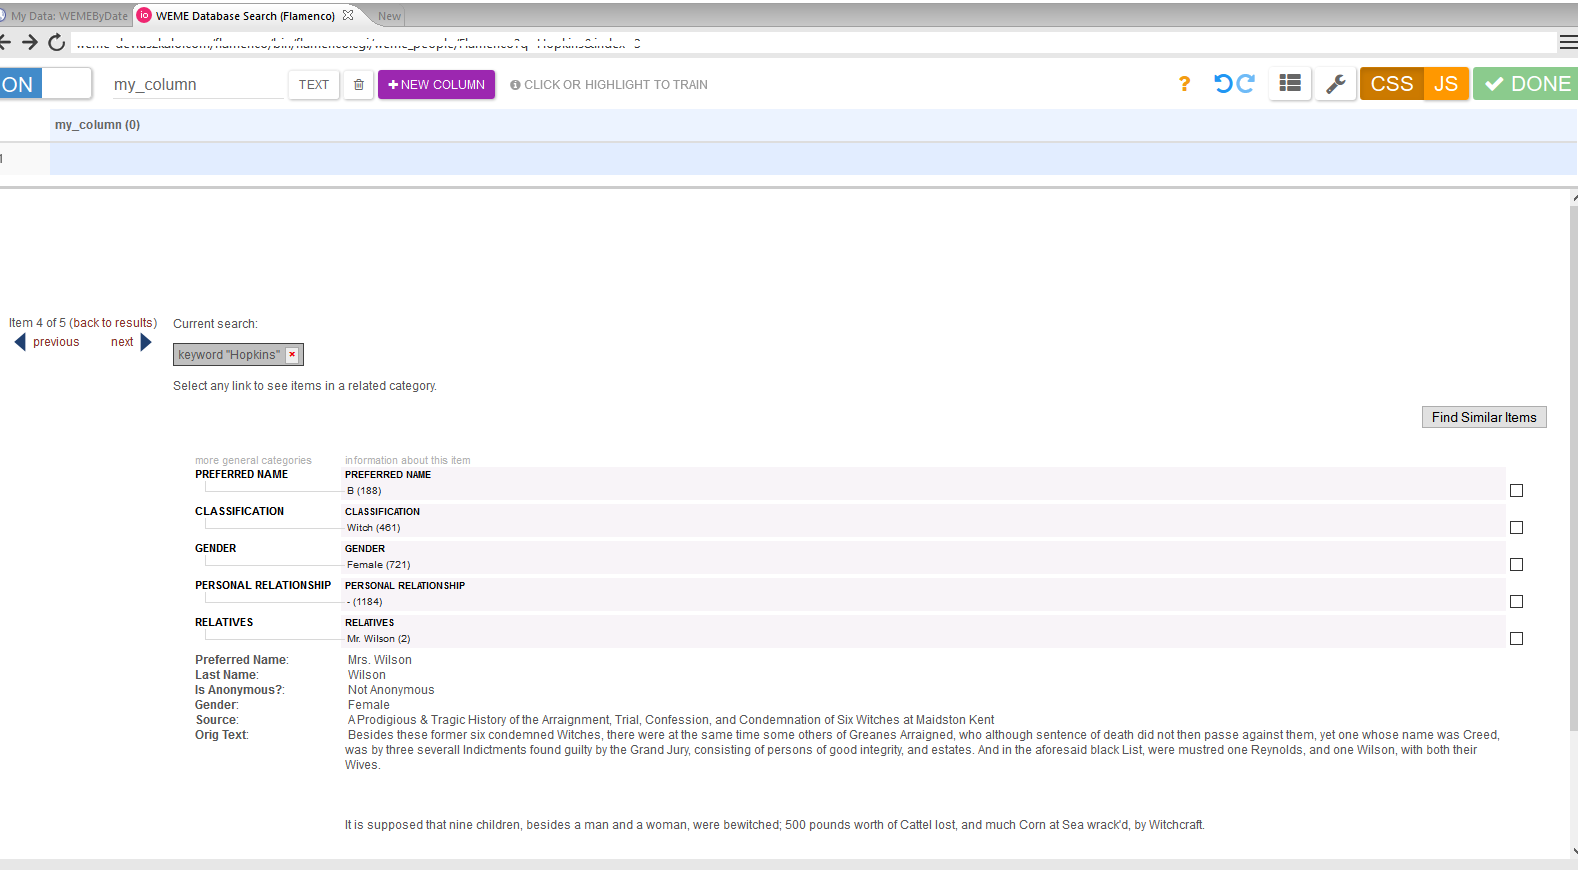 My Data: WEMEByDate
WEME Database Search (Flamenco)
New
ON
my_column
TEXT
NEW COLUMN
CLICK OR HIGHLIGHT TO TRAIN
?
CSS
JS
DONE
my_column (0)
1
Item 4 of 5 (back to results)
Current search:
previous
next
keyword "Hopkins"
Select any link to see items in a related category.
Find Similar Items
more general categories
information about this item
PREFERRED NAME
PREFERRED NAME
B (188)
CLASSIFICATION
CLASSIFICATION
Witch (461)
GENDER
GENDER
Female (721)
PERSONAL RELATIONSHIP
PERSONAL RELATIONSHIP
- (1184)
RELATIVES
RELATIVES
Mr. Wilson (2)
Preferred Name: Mrs. Wilson
Last Name: Wilson
Is Anonymous?: Not Anonymous
Gender: Female
Source: A Prodigious & Tragic History of the Arraignment, Trial, Confession, and Condemnation of Six Witches at Maidston Kent
Orig Text: Besides these former six condemned Witches, there were at the same time some others of Greanes Arraigned, who although sentence of death did not then passe against them, yet one whose name was Creed,
was by three severall Indictments found guilty by the Grand Jury, consisting of persons of good integrity, and estates. And in the aforesaid black List, were mustred one Reynolds, and one Wilson, with both their
Wives.
It is supposed that nine children, besides a man and a woman, were bewitched; 500 pounds worth of Cattel lost, and much Corn at Sea wrack'd, by Witchcraft.